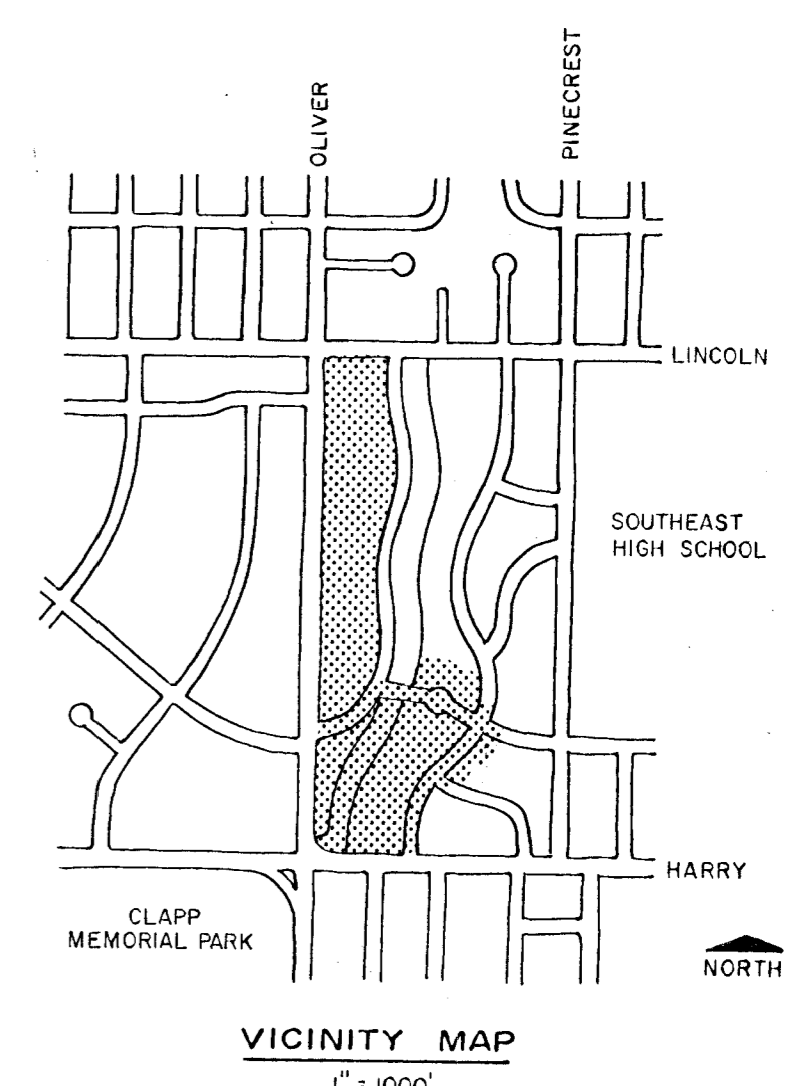 OLIVER
PINECREST
LINCOLN
SOUTHEAST
HIGH SCHOOL
HARRY
CLAPP
MEMORIAL PARK
NORTH
VICINITY MAP
1" = 1000'